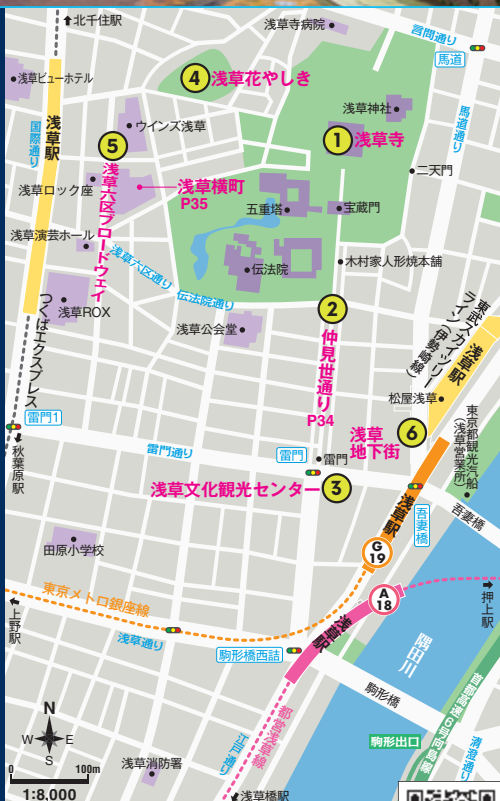 北千住駅
浅草寺病院
言問通り
馬道
浅草ビューホテル
④浅草花やしき
浅草神社
馬道通り
浅草駅
国際通り
ウインズ浅草
①浅草寺
⑤
浅草六区ブロードウェイ
二天門
浅草横町
P35
浅草ロック座
五重塔
宝蔵門
浅草演芸ホール
浅草六区通り
伝法院
木村家人形焼本舗
伝法院通り
つくばエクスプレス
浅草ROX
浅草公会堂
②
仲見世通り
P34
東武スカイツリー
ライン(伊勢崎線)
浅草駅
松屋浅草
東京都観光汽船
(浅草営業所)
雷門1
秋葉原駅
雷門通り
雷門
雷門
浅草
地下街
⑥
浅草文化観光センター③
浅草駅
吾妻橋
吾妻橋
田原小学校
G
19
東京メトロ銀座線
A
18
押上駅
上野駅
浅草通り
駒形橋西詰
浅草駅
隅田川
駒形橋
首都高速6号向島線
N
W
E
S
都営浅草線
江戸通り
駒形出口
清澄通り
0
100m
浅草消防署
1:8,000
浅草橋駅